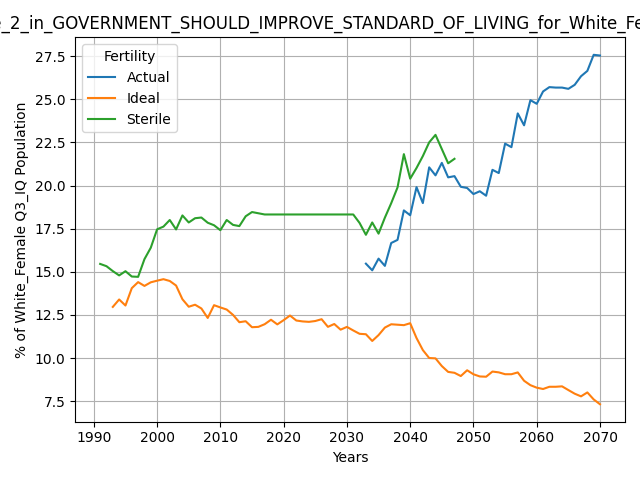 _2_in_GOVERNMENT_SHOULD_IMPROVE_STANDARD_OF_LIVING_for_White_Fe
Fertility
Actual
Ideal
Sterile
27.5
25.0
22.5
20.0
17.5
15.0
12.5
10.0
7.5
% of White_Female Q3_IQ Population
1990 2000 2010 2020 2030 2040 2050 2060 2070
Years